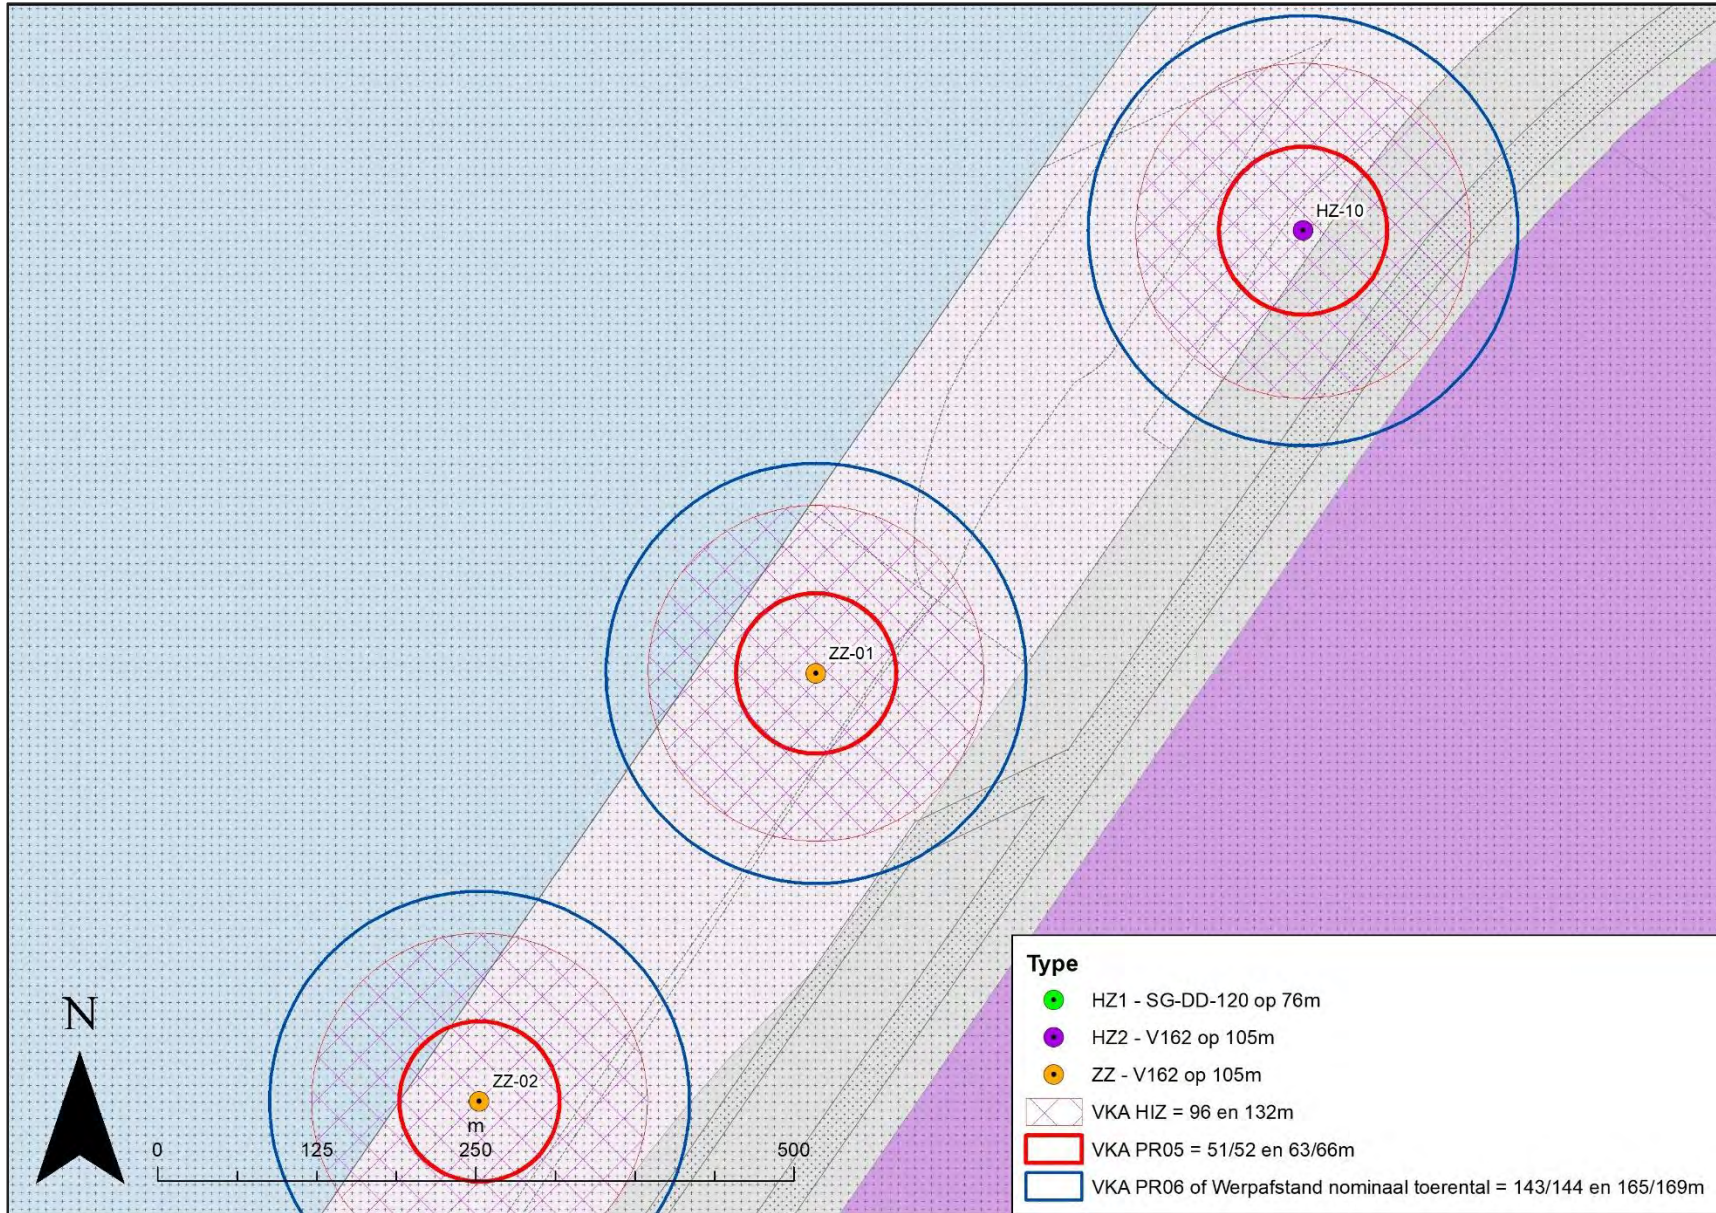 HZ-10
ZZ-01
ZZ-02
N
m
0 125 250 500
Type
HZ1 - SG-DD-120 op 76m
HZ2 - V162 op 105m
ZZ - V162 op 105m
VKA HIZ = 96 en 132m
VKA PR05 = 51/52 en 63/66m
VKA PR06 of Werpafstand nominaal toerental = 143/144 en 165/169m